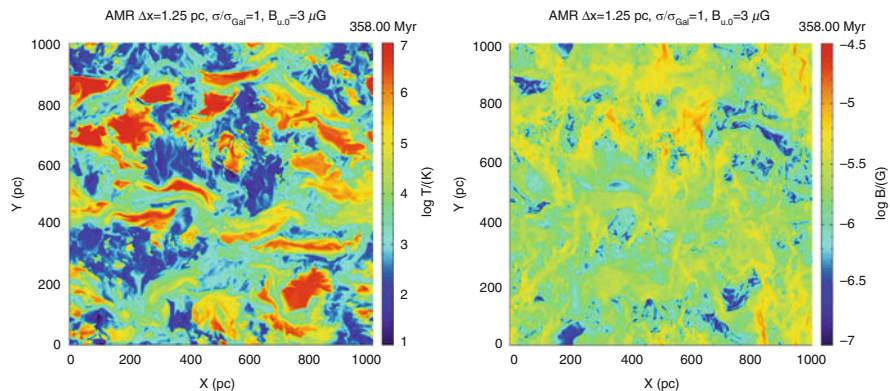 AMR Δx=1.25 pc, σ/σGal=1, Bu,0=3 μG
358.00 Myr
1000
800
600
400
200
0
Y (pc)
0 200 400 600 800 1000
X (pc)
7
6
5
4
3
2
1
log T/(K)
AMR Δx=1.25 pc, σ/σGal=1, Bu,0=3 μG
358.00 Myr
1000
800
600
400
200
0
Y (pc)
0 200 400 600 800 1000
X (pc)
−4.5
−5
−5.5
−6
−6.5
−7
log B/(G)